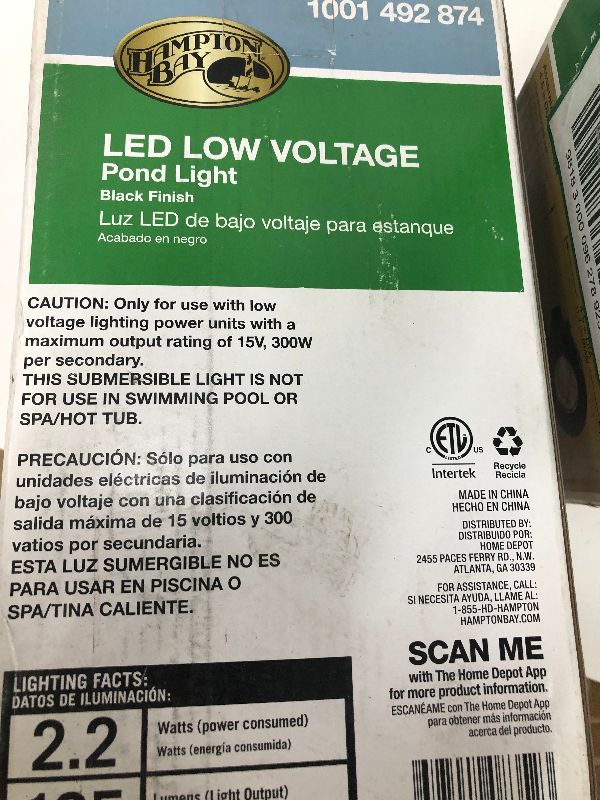 1001 492 874
HAMPTON
BAY
LED LOW VOLTAGE
Pond Light
Black Finish
Luz LED de bajo voltaje para estanque
Acabado en negro
CAUTION: Only for use with low
voltage lighting power units with a
maximum output rating of 15V, 300W
per secondary.
THIS SUBMERSIBLE LIGHT IS NOT
FOR USE IN SWIMMING POOL OR
SPA/HOT TUB.
PRECAUCIÓN: Sólo para uso con
unidades eléctricas de iluminación de
bajo voltaje con una clasificación de
salida máxima de 15 voltios y 300
vatios por secundaria.
ESTA LUZ SUMERGIBLE NO ES
PARA USAR EN PISCINA O
SPA/TINA CALIENTE.
C ETL US
Intertek
Recycle
Recicla
MADE IN CHINA
HECHO EN CHINA
DISTRIBUTED BY:
DISTRIBUIDO POR:
HOME DEPOT
2455 PACES FERRY RD., N.W.
ATLANTA, GA 30339
FOR ASSISTANCE, CALL:
SI NECESITA AYUDA, LLAME AL:
1-855-HD-HAMPTON
HAMPTONBAY.COM
SCAN ME
with The Home Depot App
for more product information.
ESCANÉAME con The Home Depot App
para obtener más información
acerca del producto.
LIGHTING FACTS:
DATOS DE ILUMINACIÓN:
2.2
Watts (power consumed)
Watts (energía consumida)
Lumens (Light Output)